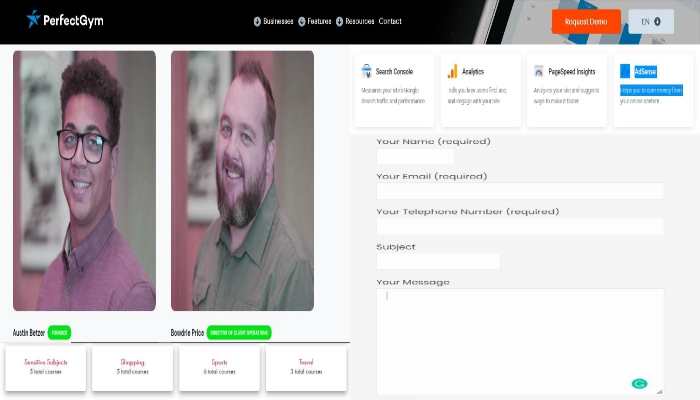 PerfectGym
Businesses Features Resources Contact
Request Demo
EN
Search Console
Measures your site's Google
Search traffic and performance
Analytics
Tells you how users find, use,
and engage with your site
PageSpeed Insights
Analyzes your site and suggests
ways to make it faster
AdSense
Helps you to earn money from
your online content
Your Name (required)
Your Email (required)
Your Telephone Number (required)
Subject
Your Message
Austin Betzer FOUNDER
Bowdrie Price DIRECTOR OF CLIENT OPERATIONS
Sensitive Subjects
5 total courses
Shopping
5 total courses
Sports
6 total courses
Travel
3 total courses